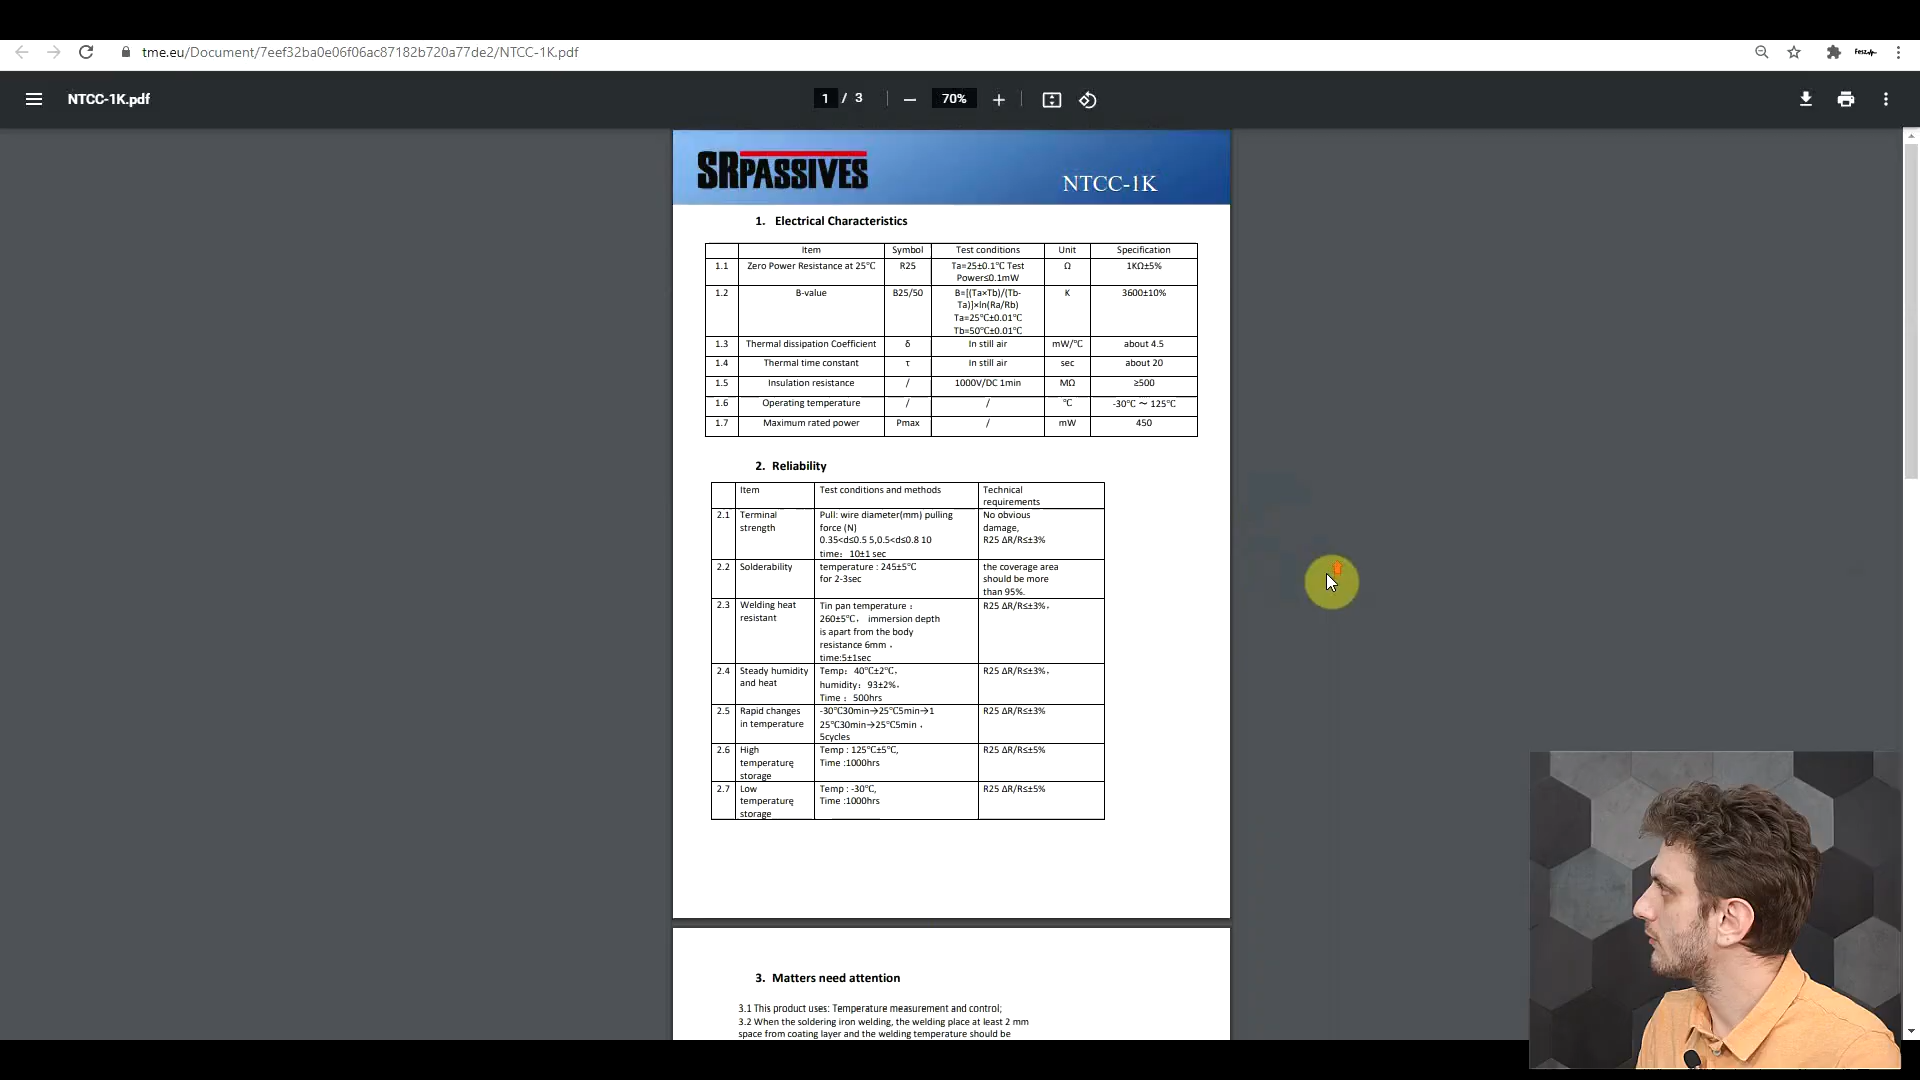 tme.eu/Document/7eef32ba0e06f06ac87182b720a77de2/NTCC-1K.pdf
Fesz
NTCC-1K.pdf
1 / 3
70%
SRPASSIVES
NTCC-1K
1. Electrical Characteristics
Item Symbol Test conditions Unit Specification
1.1 Zero Power Resistance at 25℃ R25 Ta=25±0.1℃ Test Ω 1KΩ±5%
Power≤0.1mW
1.2 B-value B25/50 B=[(Ta×Tb)/(Tb- K 3600±10%
Ta)]×ln(Ra/Rb)
Ta=25℃±0.01℃
Tb=50℃±0.01℃
1.3 Thermal dissipation Coefficient δ In still air mW/℃ about 4.5
1.4 Thermal time constant τ In still air sec about 20
1.5 Insulation resistance / 1000V/DC 1min MΩ ≥500
1.6 Operating temperature / / ℃ -30℃ ～ 125℃
1.7 Maximum rated power Pmax / mW 450
2. Reliability
Item Test conditions and methods Technical
requirements
2.1 Terminal Pull: wire diameter(mm) pulling No obvious
strength force (N) damage,
0.35<d≤0.5 5,0.5<d≤0.8 10 R25 ΔR/R≤±3%
time：10±1 sec
2.2 Solderability temperature : 245±5℃ the coverage area
for 2-3sec should be more
than 95%.
2.3 Welding heat Tin pan temperature： R25 ΔR/R≤±3%，
resistant 260±5℃， immersion depth
is apart from the body
resistance 6mm，
time:5±1sec
2.4 Steady humidity Temp：40℃±2℃， R25 ΔR/R≤±3%，
and heat humidity：93±2%，
Time： 500hrs
2.5 Rapid changes -30℃30min→25℃5min→1 R25 ΔR/R≤±3%
in temperature 25℃30min→25℃5min，
5cycles
2.6 High Temp : 125℃±5℃, R25 ΔR/R≤±5%
temperature Time :1000hrs
storage
2.7 Low Temp : -30℃, R25 ΔR/R≤±5%
temperature Time :1000hrs
storage
3. Matters need attention
3.1 This product uses: Temperature measurement and control;
3.2 When the soldering iron welding, the welding place at least 2 mm
space from coating layer and the welding temperature should be